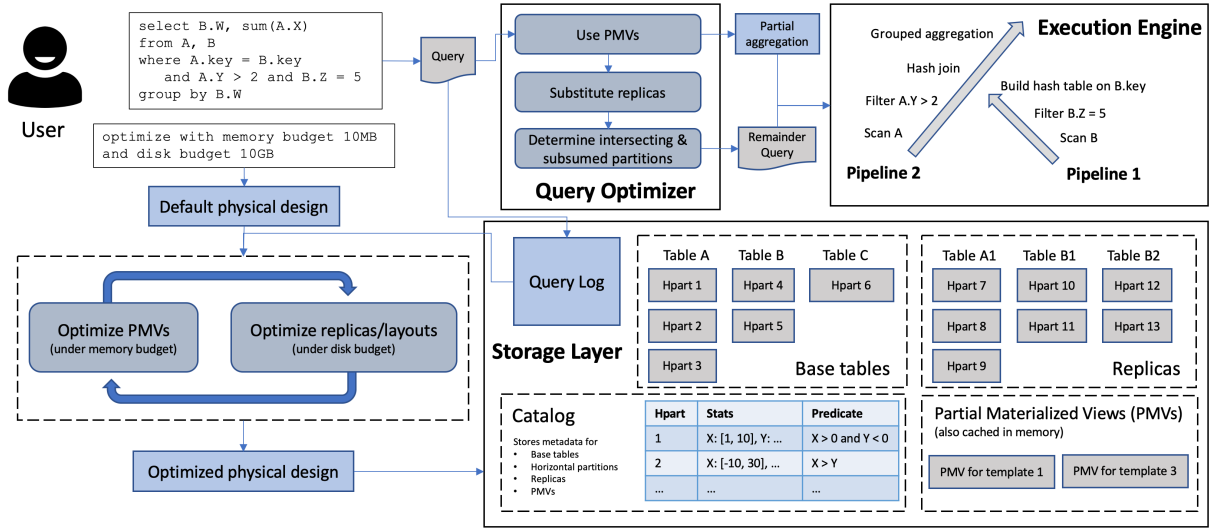 select B.W, sum(A.X)
from A, B
where A.key = B.key
and A.Y > 2 and B.Z = 5
group by B.W
User
optimize with memory budget 10MB
and disk budget 10GB
Default physical design
Optimize PMVs
(under memory budget)
Optimize replicas/layouts
(under disk budget)
Optimized physical design
Query
Use PMVs
Substitute replicas
Determine intersecting &
subsumed partitions
Query Optimizer
Partial
aggregation
Remainder
Query
Execution Engine
Grouped aggregation
Hash join
Filter A.Y > 2
Scan A
Pipeline 2
Build hash table on B.key
Filter B.Z = 5
Scan B
Pipeline 1
Query Log
Storage Layer
Table A
Table B
Table C
Hpart 1
Hpart 4
Hpart 6
Hpart 2
Hpart 5
Hpart 3
Base tables
Table A1
Table B1
Table B2
Hpart 7
Hpart 10
Hpart 12
Hpart 8
Hpart 11
Hpart 13
Hpart 9
Replicas
Catalog
Stores metadata for
• Base tables
• Horizontal partitions
• Replicas
• PMVs
Hpart Stats Predicate
1 X: [1, 10], Y: ... X > 0 and Y < 0
2 X: [-10, 30], ... X > Y
... ... ...
Partial Materialized Views (PMVs)
(also cached in memory)
PMV for template 1
PMV for template 3